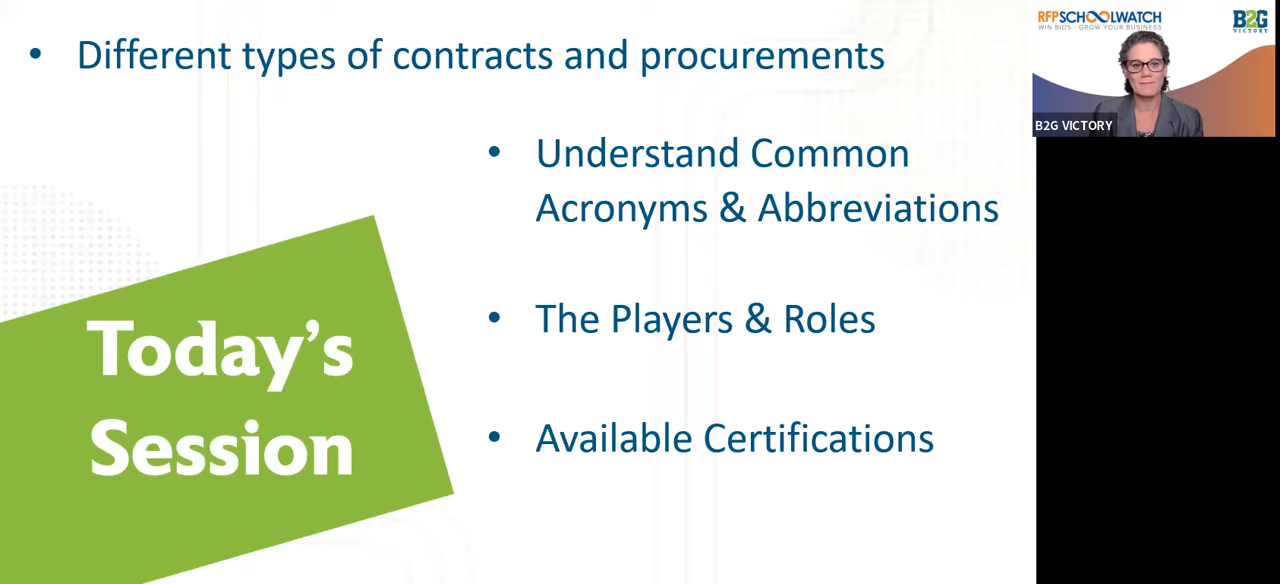 • Different types of contracts and procurements
• Understand Common
Acronyms & Abbreviations
• The Players & Roles
• Available Certifications
Today's
Session
RFPSCHOOLWATCH
WIN BIDS - GROW YOUR BUSINESS
B2G
VICTORY
B2G VICTORY